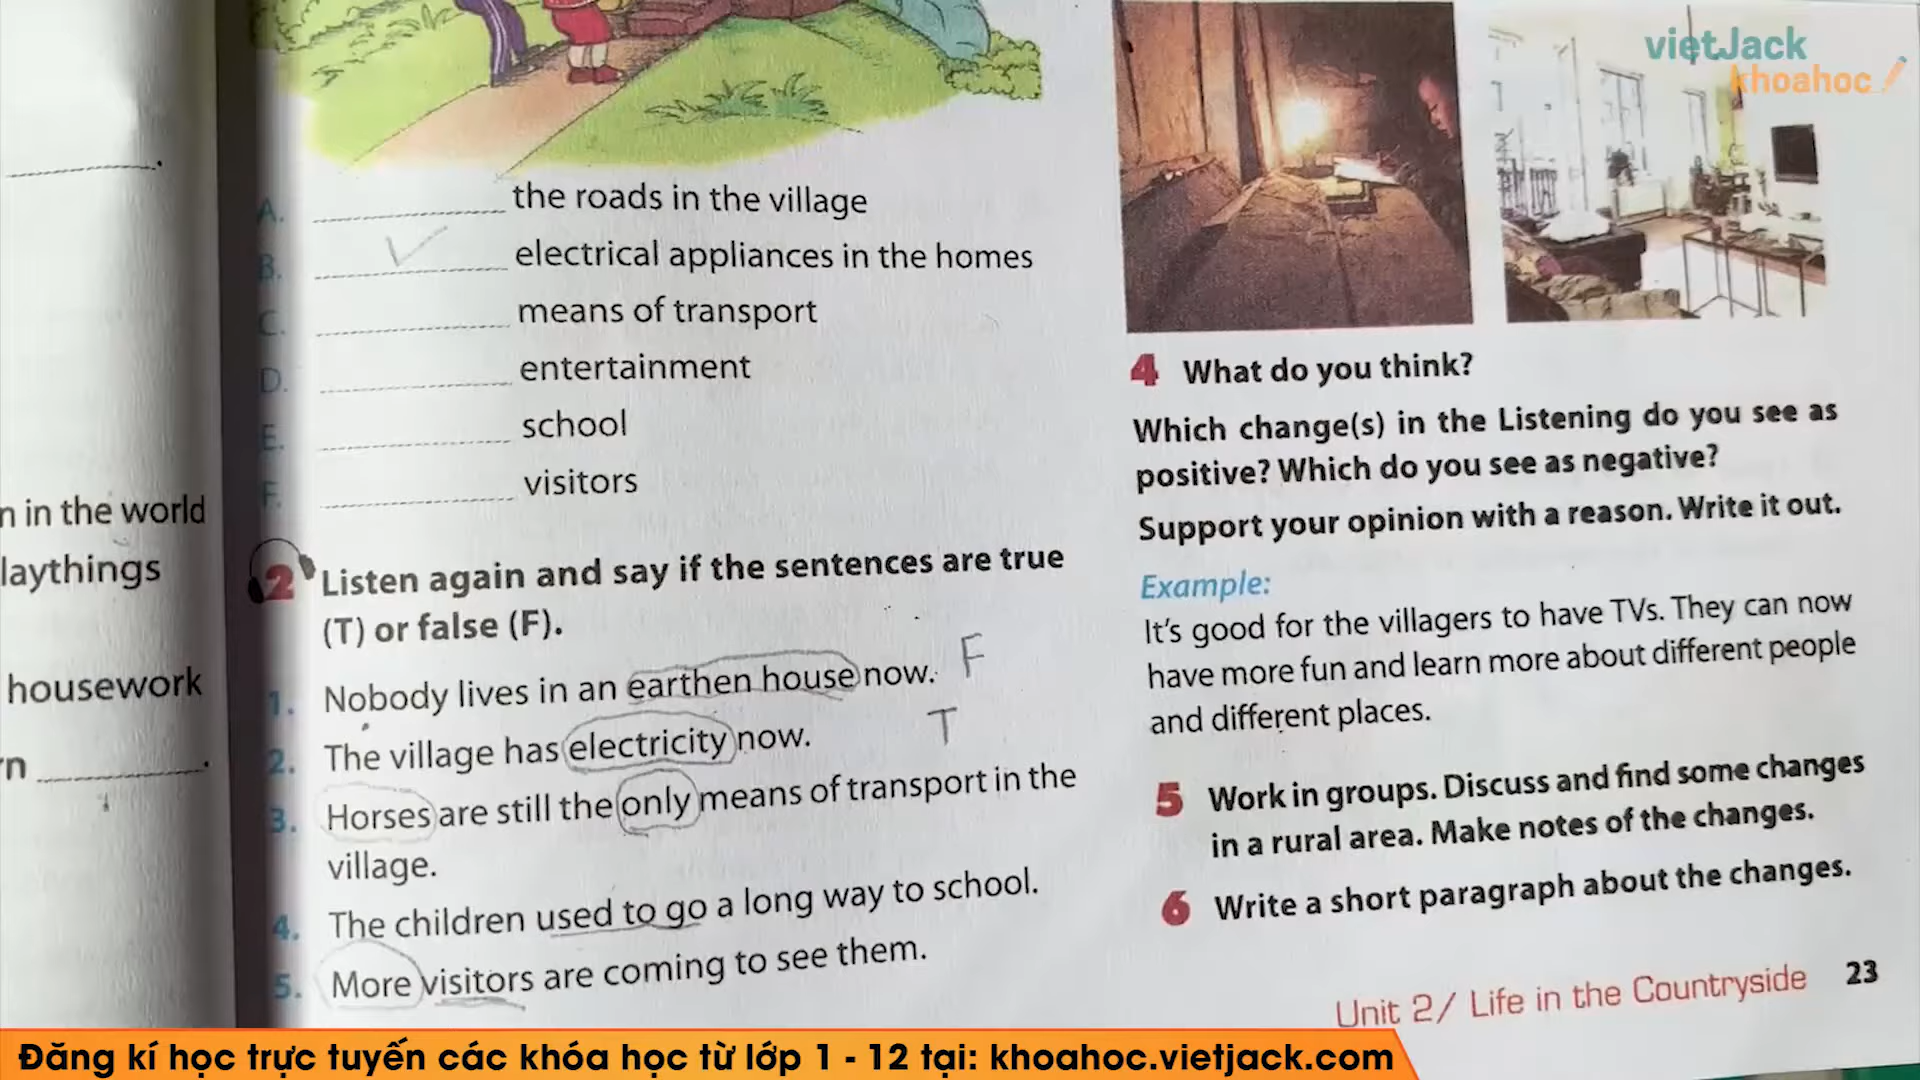 vietJack
khoahoc
n in the world
laythings
housework
n
A. the roads in the village
B. ✓ electrical appliances in the homes
C. means of transport
D. entertainment
E. school
F. visitors
2 Listen again and say if the sentences are true
(T) or false (F).
1. Nobody lives in an earthen house now. F
2. The village has electricity now. T
3. Horses are still the only means of transport in the
village.
4. The children used to go a long way to school.
5. More visitors are coming to see them.
4 What do you think?
Which change(s) in the Listening do you see as
positive? Which do you see as negative?
Support your opinion with a reason. Write it out.
Example:
It's good for the villagers to have TVs. They can now
have more fun and learn more about different people
and different places.
5 Work in groups. Discuss and find some changes
in a rural area. Make notes of the changes.
6 Write a short paragraph about the changes.
Unit 2/ Life in the Countryside 23
Đăng kí học trực tuyến các khóa học từ lớp 1 - 12 tại: khoahoc.vietjack.com